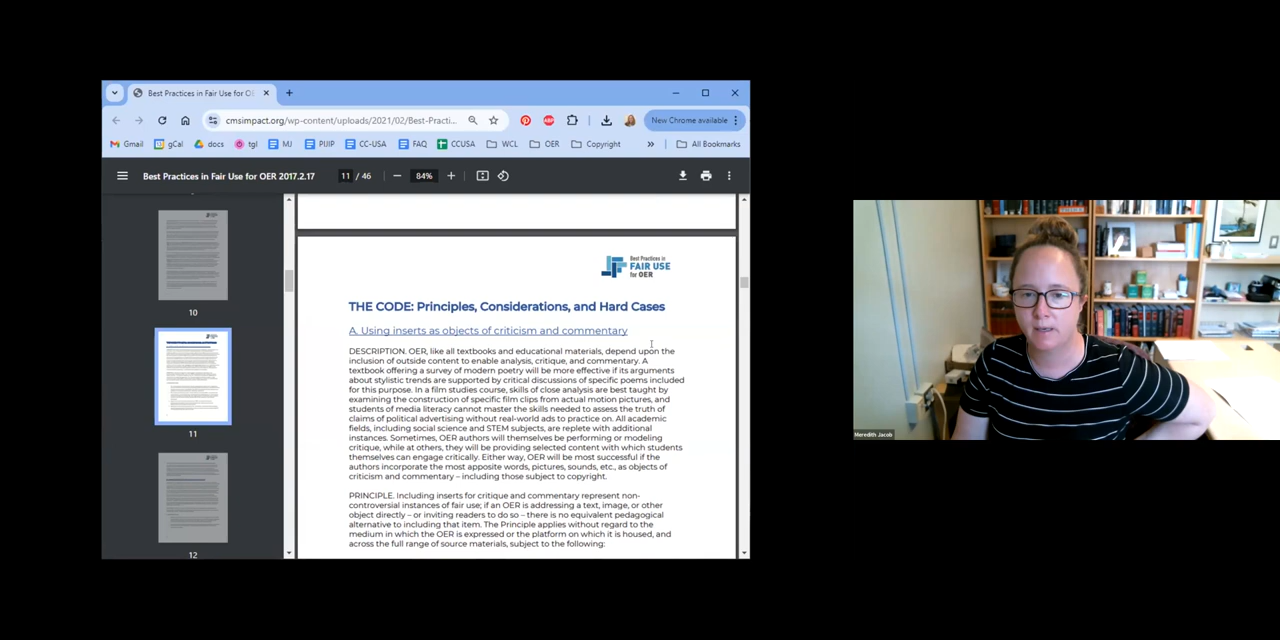 Best Practices in Fair Use for OE
cmsimpact.org/wp-content/uploads/2021/02/Best-Practi...
New Chrome available
Gmail
gCal
docs
tgl
MJ
PIJIP
CC-USA
FAQ
CCUSA
WCL
OER
Copyright
»
All Bookmarks
Best Practices in Fair Use for OER 2017.2.17
11 / 46
84%
10
11
12
Best Practices in
FAIR USE
for OER
THE CODE: Principles, Considerations, and Hard Cases
A. Using inserts as objects of criticism and commentary
DESCRIPTION. OER, like all textbooks and educational materials, depend upon the
inclusion of outside content to enable analysis, critique, and commentary. A
textbook offering a survey of modern poetry will be more effective if its arguments
about stylistic trends are supported by critical discussions of specific poems included
for this purpose. In a film studies course, skills of close analysis are best taught by
examining the construction of specific film clips from actual motion pictures, and
students of media literacy cannot master the skills needed to assess the truth of
claims of political advertising without real-world ads to practice on. All academic
fields, including social science and STEM subjects, are replete with additional
instances. Sometimes, OER authors will themselves be performing or modeling
critique, while at others, they will be providing selected content with which students
themselves can engage critically. Either way, OER will be most successful if the
authors incorporate the most apposite words, pictures, sounds, etc., as objects of
criticism and commentary – including those subject to copyright.
PRINCIPLE. Including inserts for critique and commentary represent non-
controversial instances of fair use; if an OER is addressing a text, image, or other
object directly – or inviting readers to do so – there is no equivalent pedagogical
alternative to including that item. The Principle applies without regard to the
medium in which the OER is expressed or the platform on which it is housed, and
across the full range of source materials, subject to the following:
Meredith Jacob